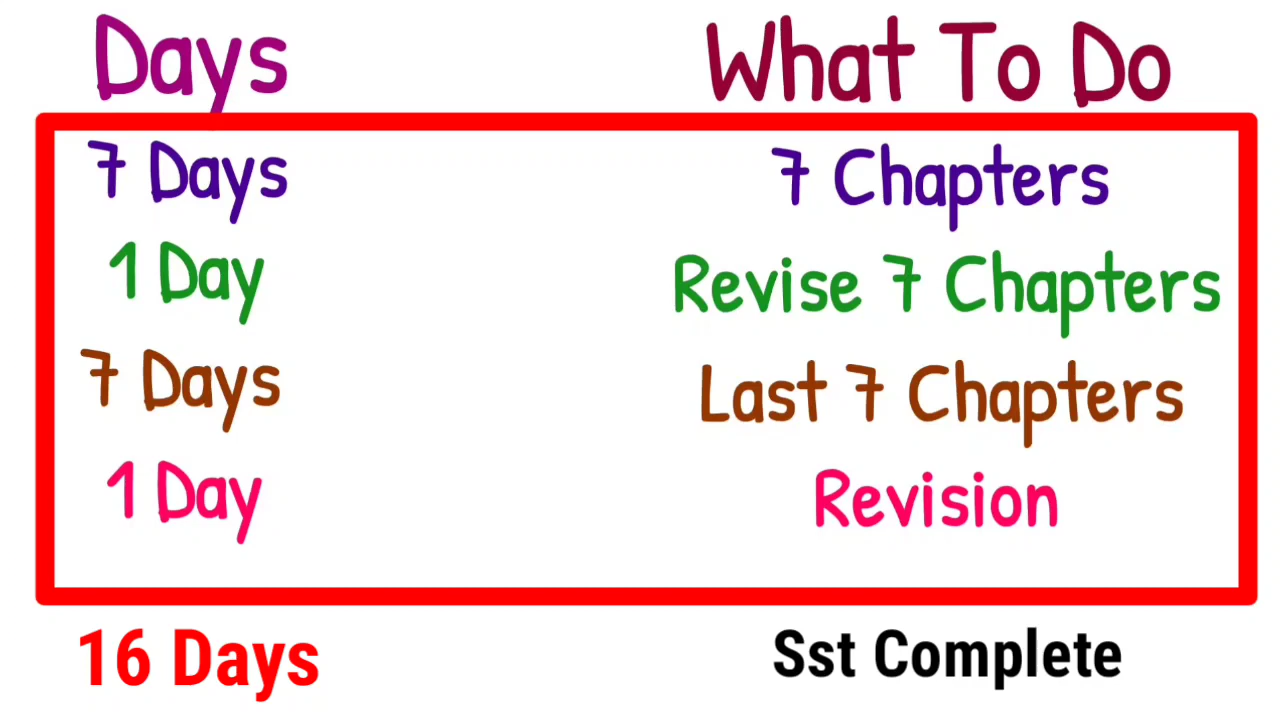 Days What To Do
7 Days 7 Chapters
1 Day Revise 7 Chapters
7 Days Last 7 Chapters
1 Day Revision
16 Days Sst Complete